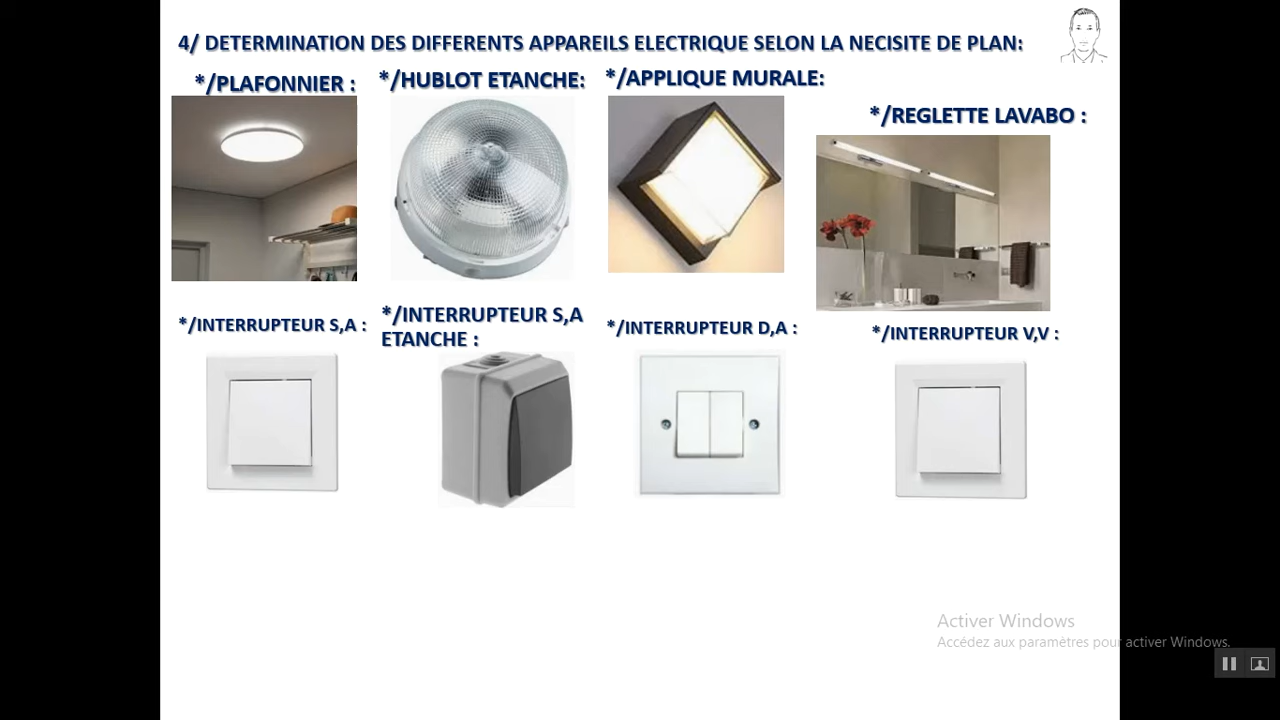 4/ DETERMINATION DES DIFFERENTS APPAREILS ELECTRIQUE SELON LA NECISITE DE PLAN:
*/PLAFONNIER :
*/HUBLOT ETANCHE:
*/APPLIQUE MURALE:
*/REGLETTE LAVABO :
*/INTERRUPTEUR S,A :
*/INTERRUPTEUR S,A
ETANCHE :
*/INTERRUPTEUR D,A :
*/INTERRUPTEUR V,V :
Activer Windows
Accédez aux paramètres pour activer Windows.